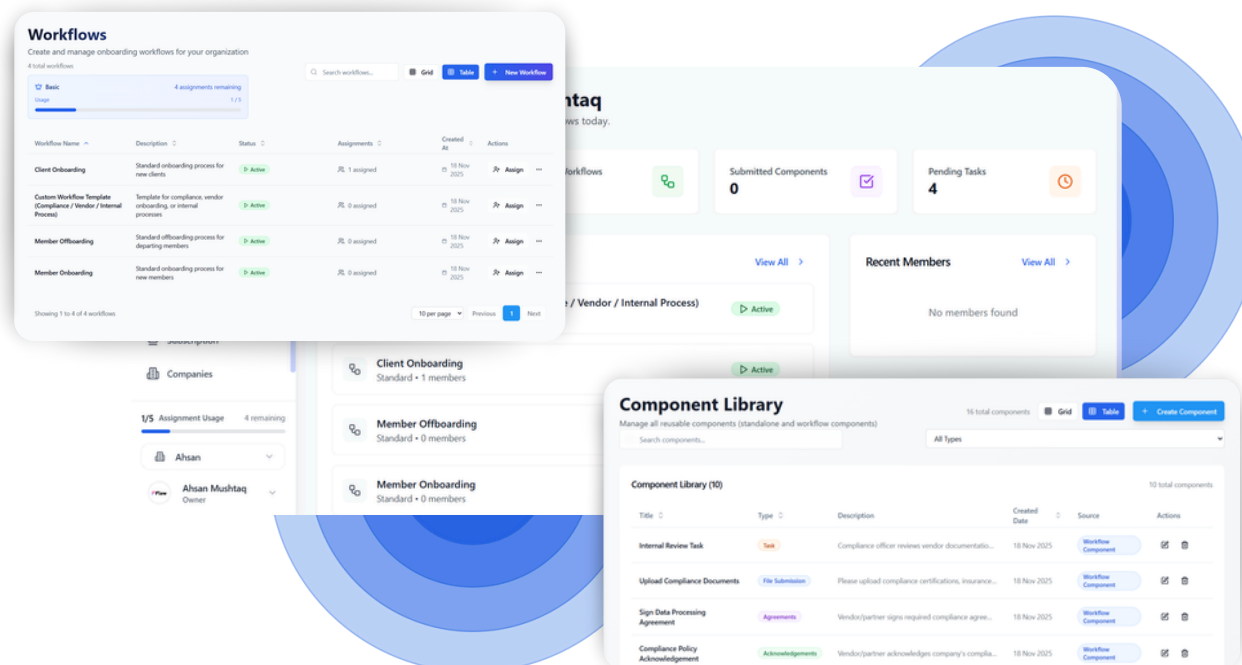 Workflows
Create and manage onboarding workflows for your organization
4 total workflows
Basic
4 assignments remaining
Usage
1 / 5
Search workflows...
Grid
Table
+ New Workflow
Workflow Name
Description
Status
Assignments
Created At
Actions
Client Onboarding
Standard onboarding process for
new clients
Active
1 assigned
18 Nov
2025
Assign
Custom Workflow Template
(Compliance / Vendor / Internal
Process)
Template for compliance, vendor
onboarding, or internal
processes
Active
0 assigned
18 Nov
2025
Assign
Member Offboarding
Standard offboarding process for
departing members
Active
0 assigned
18 Nov
2025
Assign
Member Onboarding
Standard onboarding process for
new members
Active
0 assigned
18 Nov
2025
Assign
Showing 1 to 4 of 4 workflows
10 per page
Previous
1
Next
htaq
ws today.
Submitted Components
0
Pending Tasks
4
View All
Recent Members
View All
No members found
/ Vendor / Internal Process)
Active
Client Onboarding
Standard • 1 members
Active
Member Offboarding
Standard • 0 members
Member Onboarding
Standard • 0 members
Subscription
Companies
1/5 Assignment Usage
4 remaining
Ahsan
Ahsan Mushtaq
Owner
Component Library
Manage all reusable components (standalone and workflow components)
16 total components
Grid
Table
+ Create Component
Search components...
All Types
Component Library (10)
10 total components
Title
Type
Description
Created
Date
Source
Actions
Internal Review Task
Task
Compliance officer reviews vendor documentatio...
18 Nov 2025
Workflow
Component
Upload Compliance Documents
File Submission
Please upload compliance certifications, insurance...
18 Nov 2025
Workflow
Component
Sign Data Processing
Agreement
Agreements
Vendor/partner signs required compliance agree...
18 Nov 2025
Workflow
Component
Compliance Policy
Acknowledgement
Acknowledgements
Vendor/partner acknowledges company's complia...
18 Nov 2025
Workflow
Component